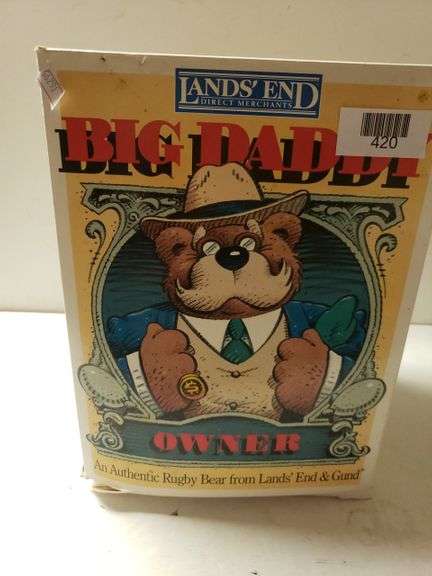 LANDS' END
DIRECT MERCHANTS
BIG DADDY
420
$
OWNER
An Authentic Rugby Bear from Lands' End & Gund